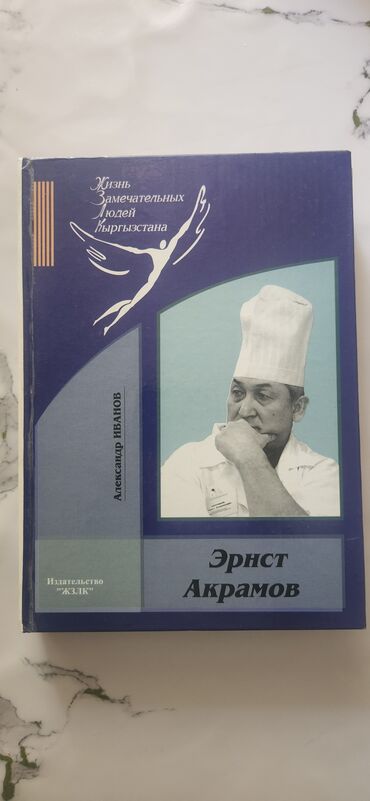 Жизнь
Замечательных
Людей
Кыргызстана
Александр ИВАНОВ
Эрнст
Акрамов
Издательство
"ЖЗЛК"